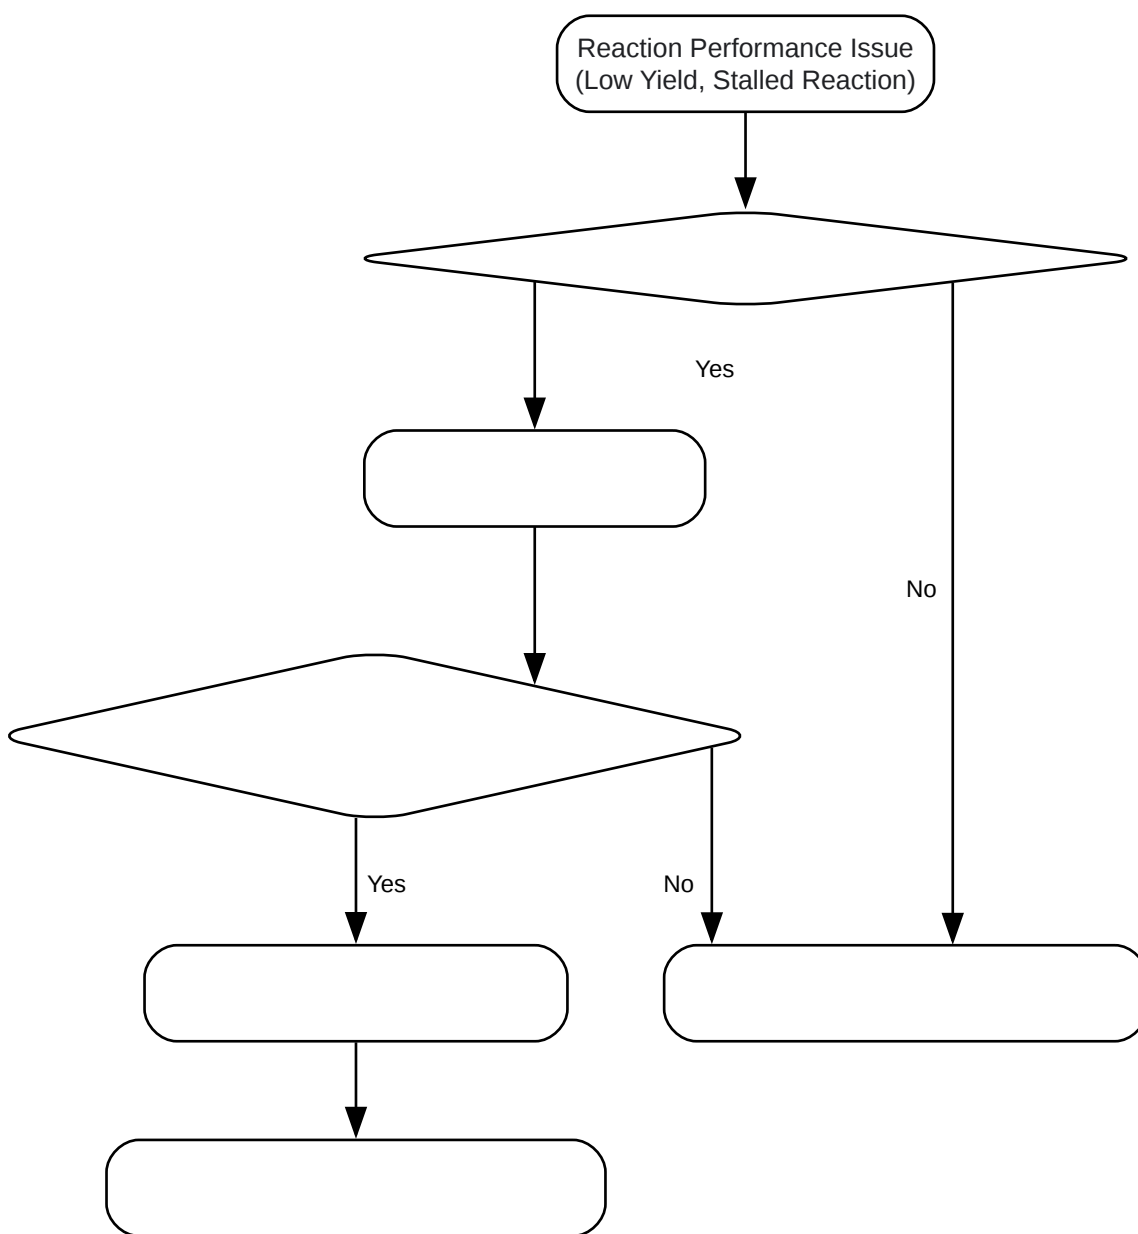 Reaction Performance Issue
(Low Yield, Stalled Reaction)
Yes
No
Yes
No